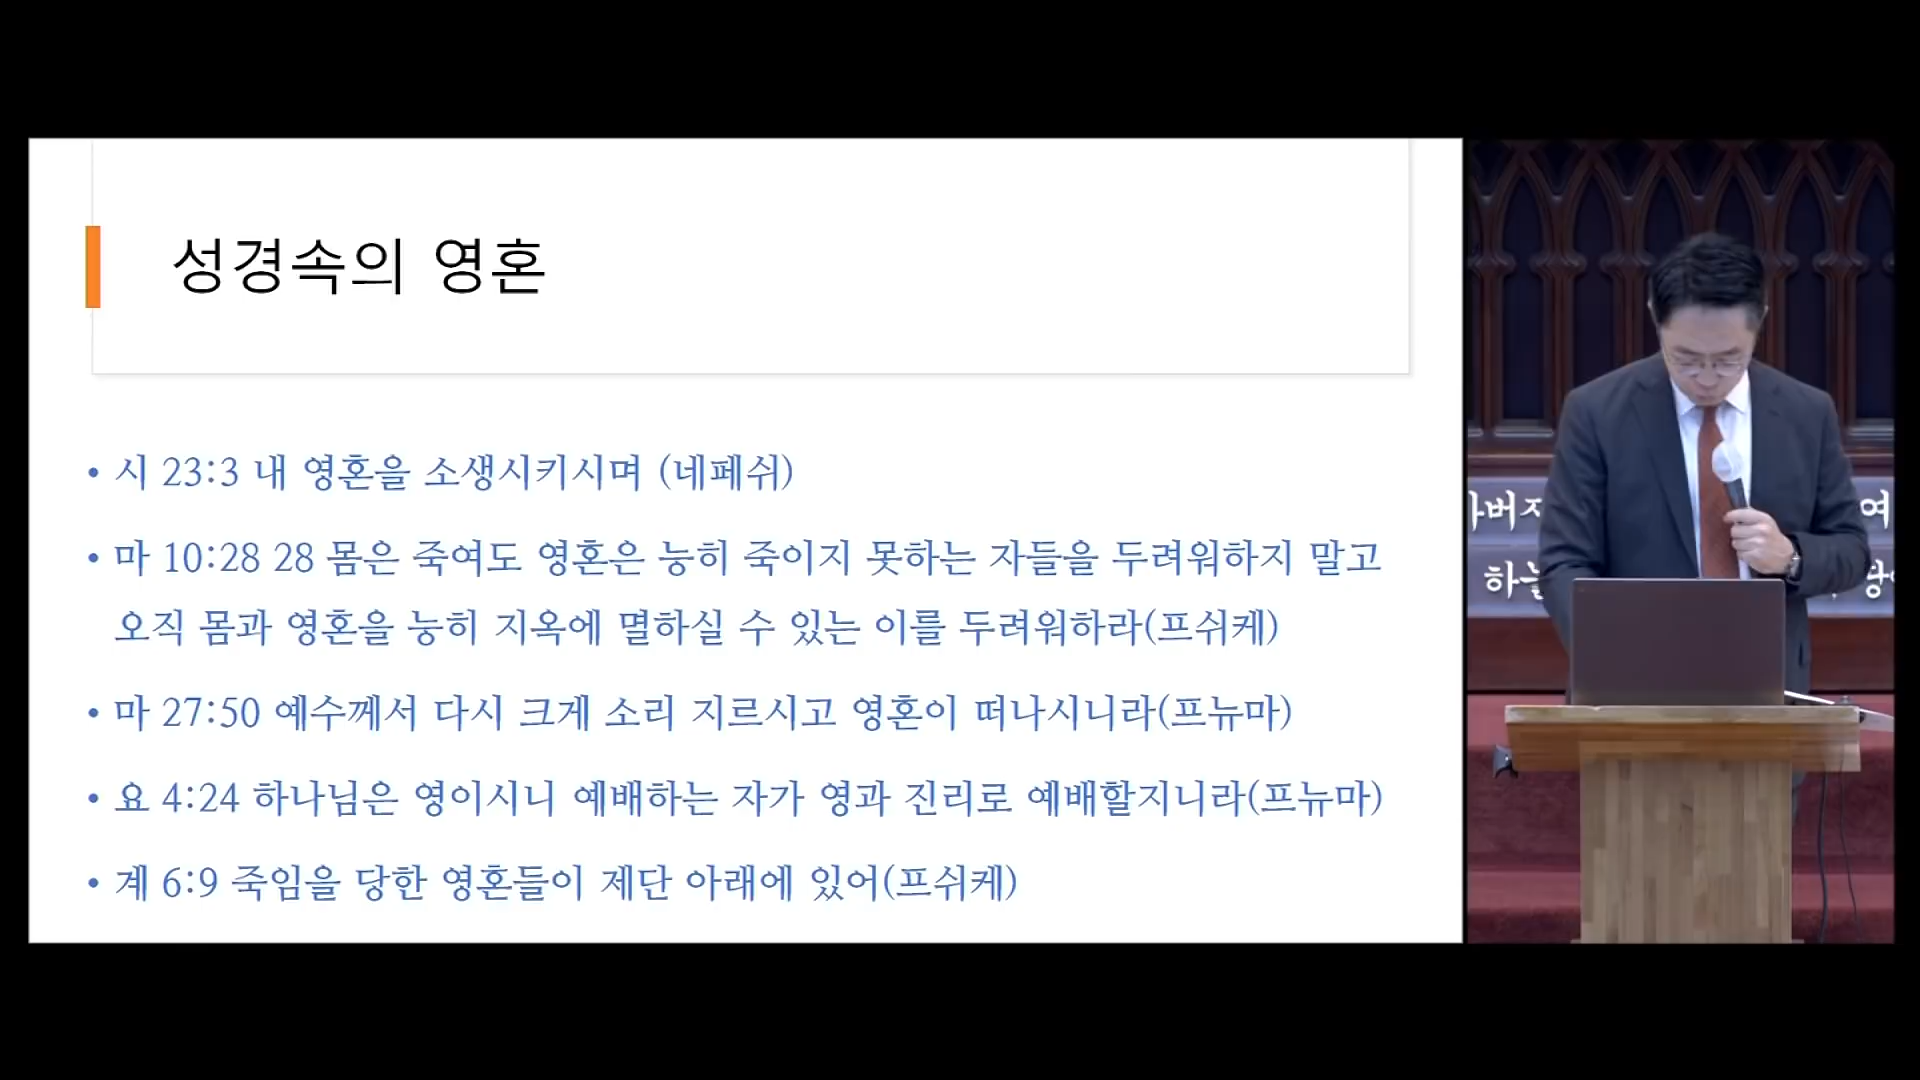 성경속의 영혼
• 시 23:3 내 영혼을 소생시키시며 (네페쉬)
• 마 10:28 28 몸은 죽여도 영혼은 능히 죽이지 못하는 자들을 두려워하지 말고
오직 몸과 영혼을 능히 지옥에 멸하실 수 있는 이를 두려워하라(프쉬케)
• 마 27:50 예수께서 다시 크게 소리 지르시고 영혼이 떠나시니라(프뉴마)
• 요 4:24 하나님은 영이시니 예배하는 자가 영과 진리로 예배할지니라(프뉴마)
• 계 6:9 죽임을 당한 영혼들이 제단 아래에 있어(프쉬케)